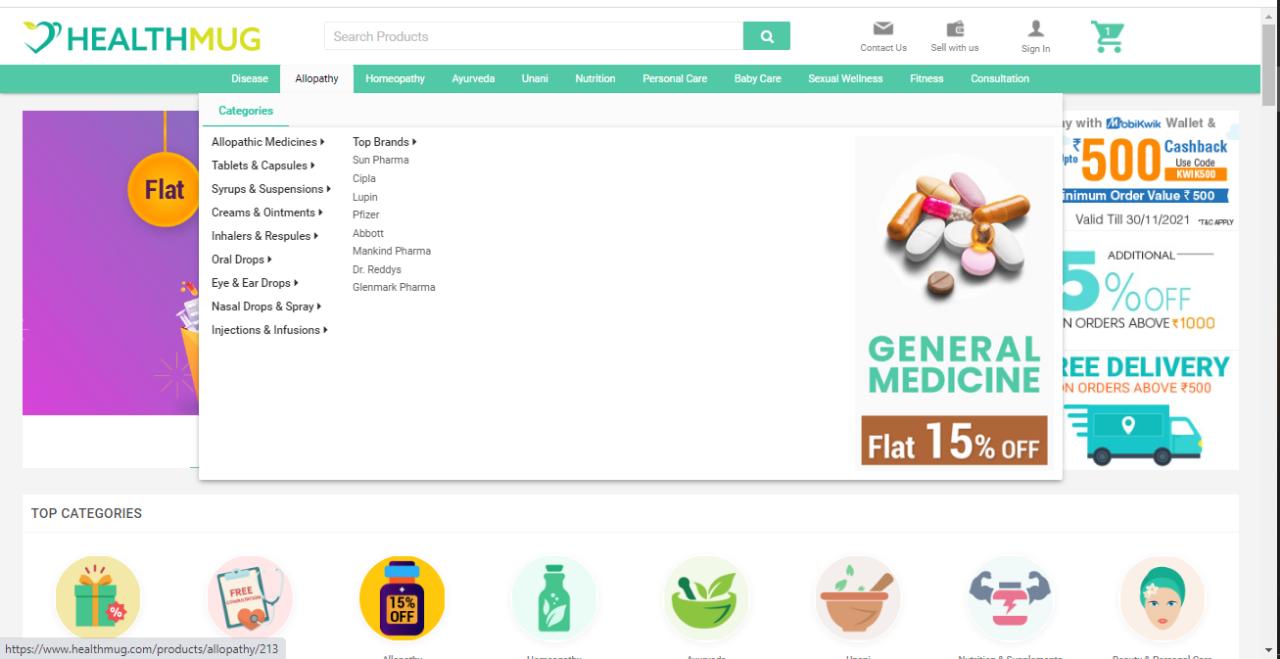 HEALTHMUG
Search Products
Contact Us
Sell with us
Sign In
1
Disease
Allopathy
Homeopathy
Ayurveda
Unani
Nutrition
Personal Care
Baby Care
Sexual Wellness
Fitness
Consultation
Flat
Categories
Allopathic Medicines
Tablets & Capsules
Syrups & Suspensions
Creams & Ointments
Inhalers & Respules
Oral Drops
Eye & Ear Drops
Nasal Drops & Spray
Injections & Infusions
Top Brands
Sun Pharma
Cipla
Lupin
Pfizer
Abbott
Mankind Pharma
Dr. Reddys
Glenmark Pharma
GENERAL
MEDICINE
Flat 15% OFF
with MobiKwik Wallet &
₹500 Cashback
Use Code
KWIK500
Order Value ₹ 500
Valid Till 30/11/2021 *T&C APPLY
ADDITIONAL
5% OFF
ORDERS ABOVE ₹1000
DELIVERY
ORDERS ABOVE ₹500
TOP CATEGORIES
FREE
CONSULTATION
15%
OFF
Allopathy
Homeopathy
Ayurveda
Unani
Nutrition & Supplements
Beauty & Personal Care
https://www.healthmug.com/products/allopathy/213